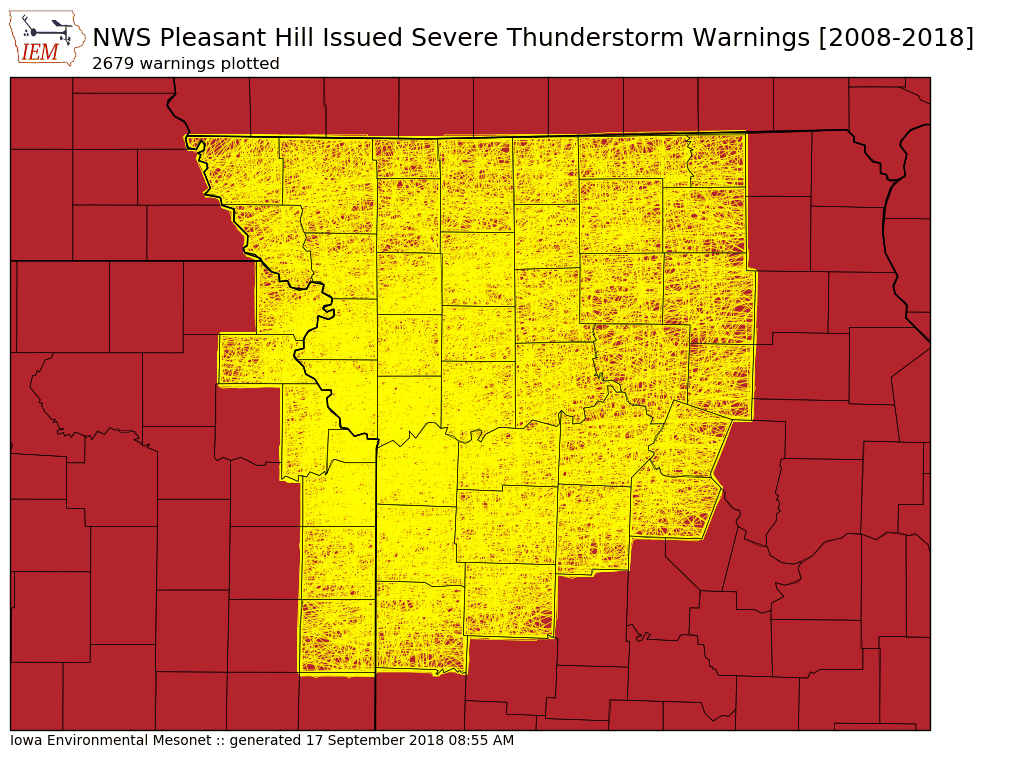 IEM
NWS Pleasant Hill Issued Severe Thunderstorm Warnings [2008-2018]
2679 warnings plotted
Iowa Environmental Mesonet :: generated 17 September 2018 08:55 AM